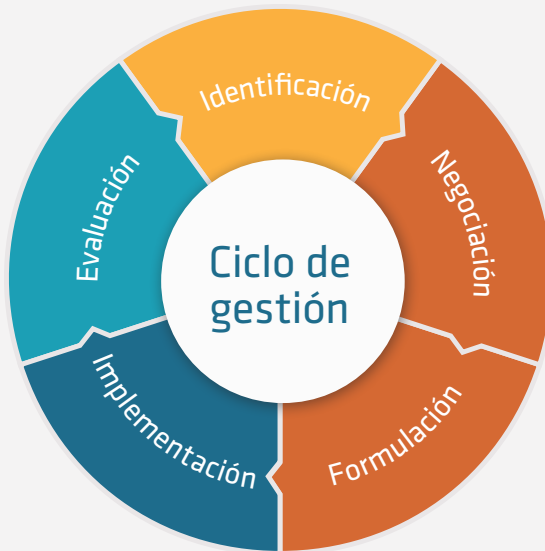 Identificación
Negociación
Formulación
Implementación
Evaluación
Ciclo de
gestión